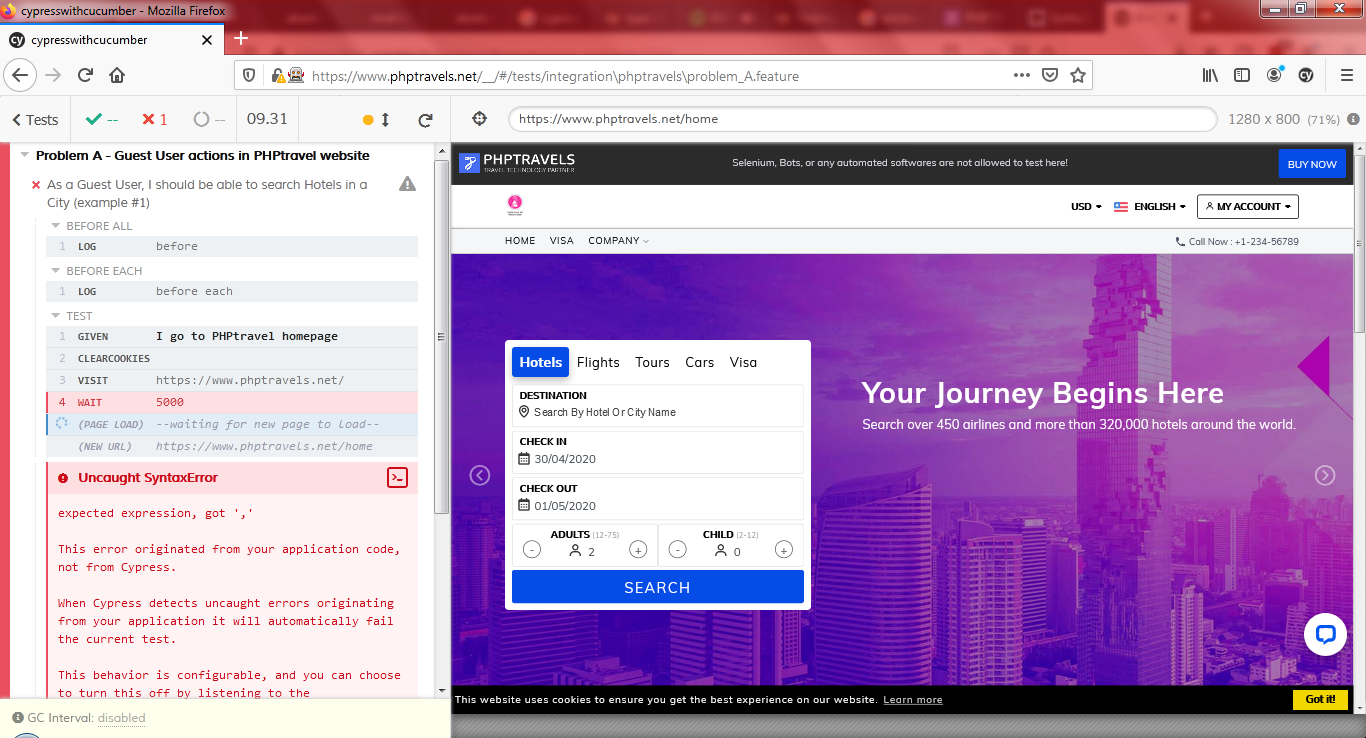 cypresswithcucumber - Mozilla Firefox
cypresswithcucumber
https://www.phptravels.net/__/#/tests/integration\phptravels\problem_A.feature
Tests -- 1 -- 09.31
https://www.phptravels.net/home 1280 x 800 (71%)
Problem A - Guest User actions in PHPtravel website
As a Guest User, I should be able to search Hotels in a
City (example #1)
BEFORE ALL
1 LOG before
BEFORE EACH
1 LOG before each
TEST
1 GIVEN I go to PHPtravel homepage
2 CLEARCOOKIES
3 VISIT https://www.phptravels.net/
4 WAIT 5000
(PAGE LOAD) --waiting for new page to load--
(NEW URL) https://www.phptravels.net/home
Uncaught SyntaxError
expected expression, got ','
This error originated from your application code,
not from Cypress.
When Cypress detects uncaught errors originating
from your application it will automatically fail
the current test.
This behavior is configurable, and you can choose
to turn this off by listening to the
GC Interval: disabled
PHPTRAVELS
TRAVEL TECHNOLOGY PARTNER
Selenium, Bots, or any automated softwares are not allowed to test here!
BUY NOW
USD ENGLISH MY ACCOUNT
HOME VISA COMPANY
Call Now : +1-234-56789
Hotels Flights Tours Cars Visa
DESTINATION
Search By Hotel Or City Name
CHECK IN
30/04/2020
CHECK OUT
01/05/2020
ADULTS (12-75) CHILD (2-12)
- 2 + - 0 +
SEARCH
Your Journey Begins Here
Search over 450 airlines and more than 320,000 hotels around the world.
This website uses cookies to ensure you get the best experience on our website. Learn more
Got it!